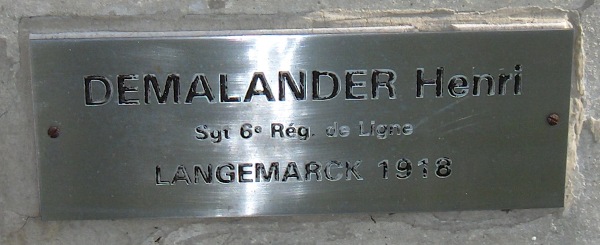 DEMALANDER Henri
Sgt 6e Rég. de Ligne
LANGEMARCK 1918